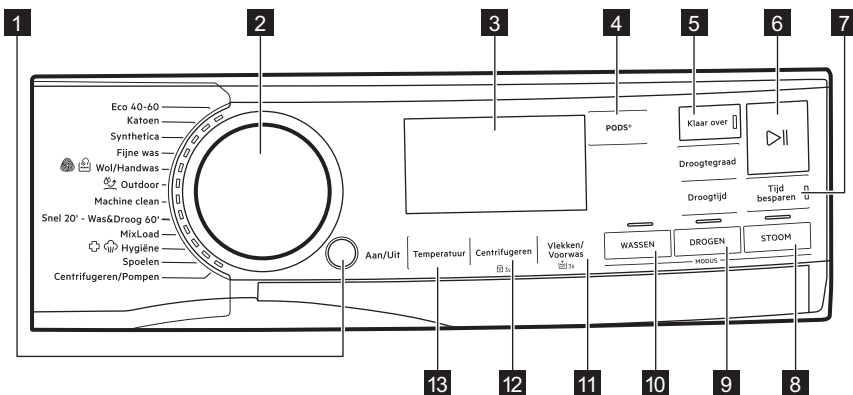 1
2
3
4
5
6
7
Eco 40-60
Katoen
Synthetica
Fijne was
Wol/Handwas
Outdoor
Machine clean
Snel 20' - Was&Droog 60'
MixLoad
Hygiëne
Spoelen
Centrifugeren/Pompen
Aan/Uit
Temperatuur
Centrifugeren
3s
Vlekken/
Voorwas
3s
PODS®
Klaar over
Droogtegraad
Droogtijd
Tijd
besparen
WASSEN
DROGEN
STOOM
MODUS
13
12
11
10
9
8